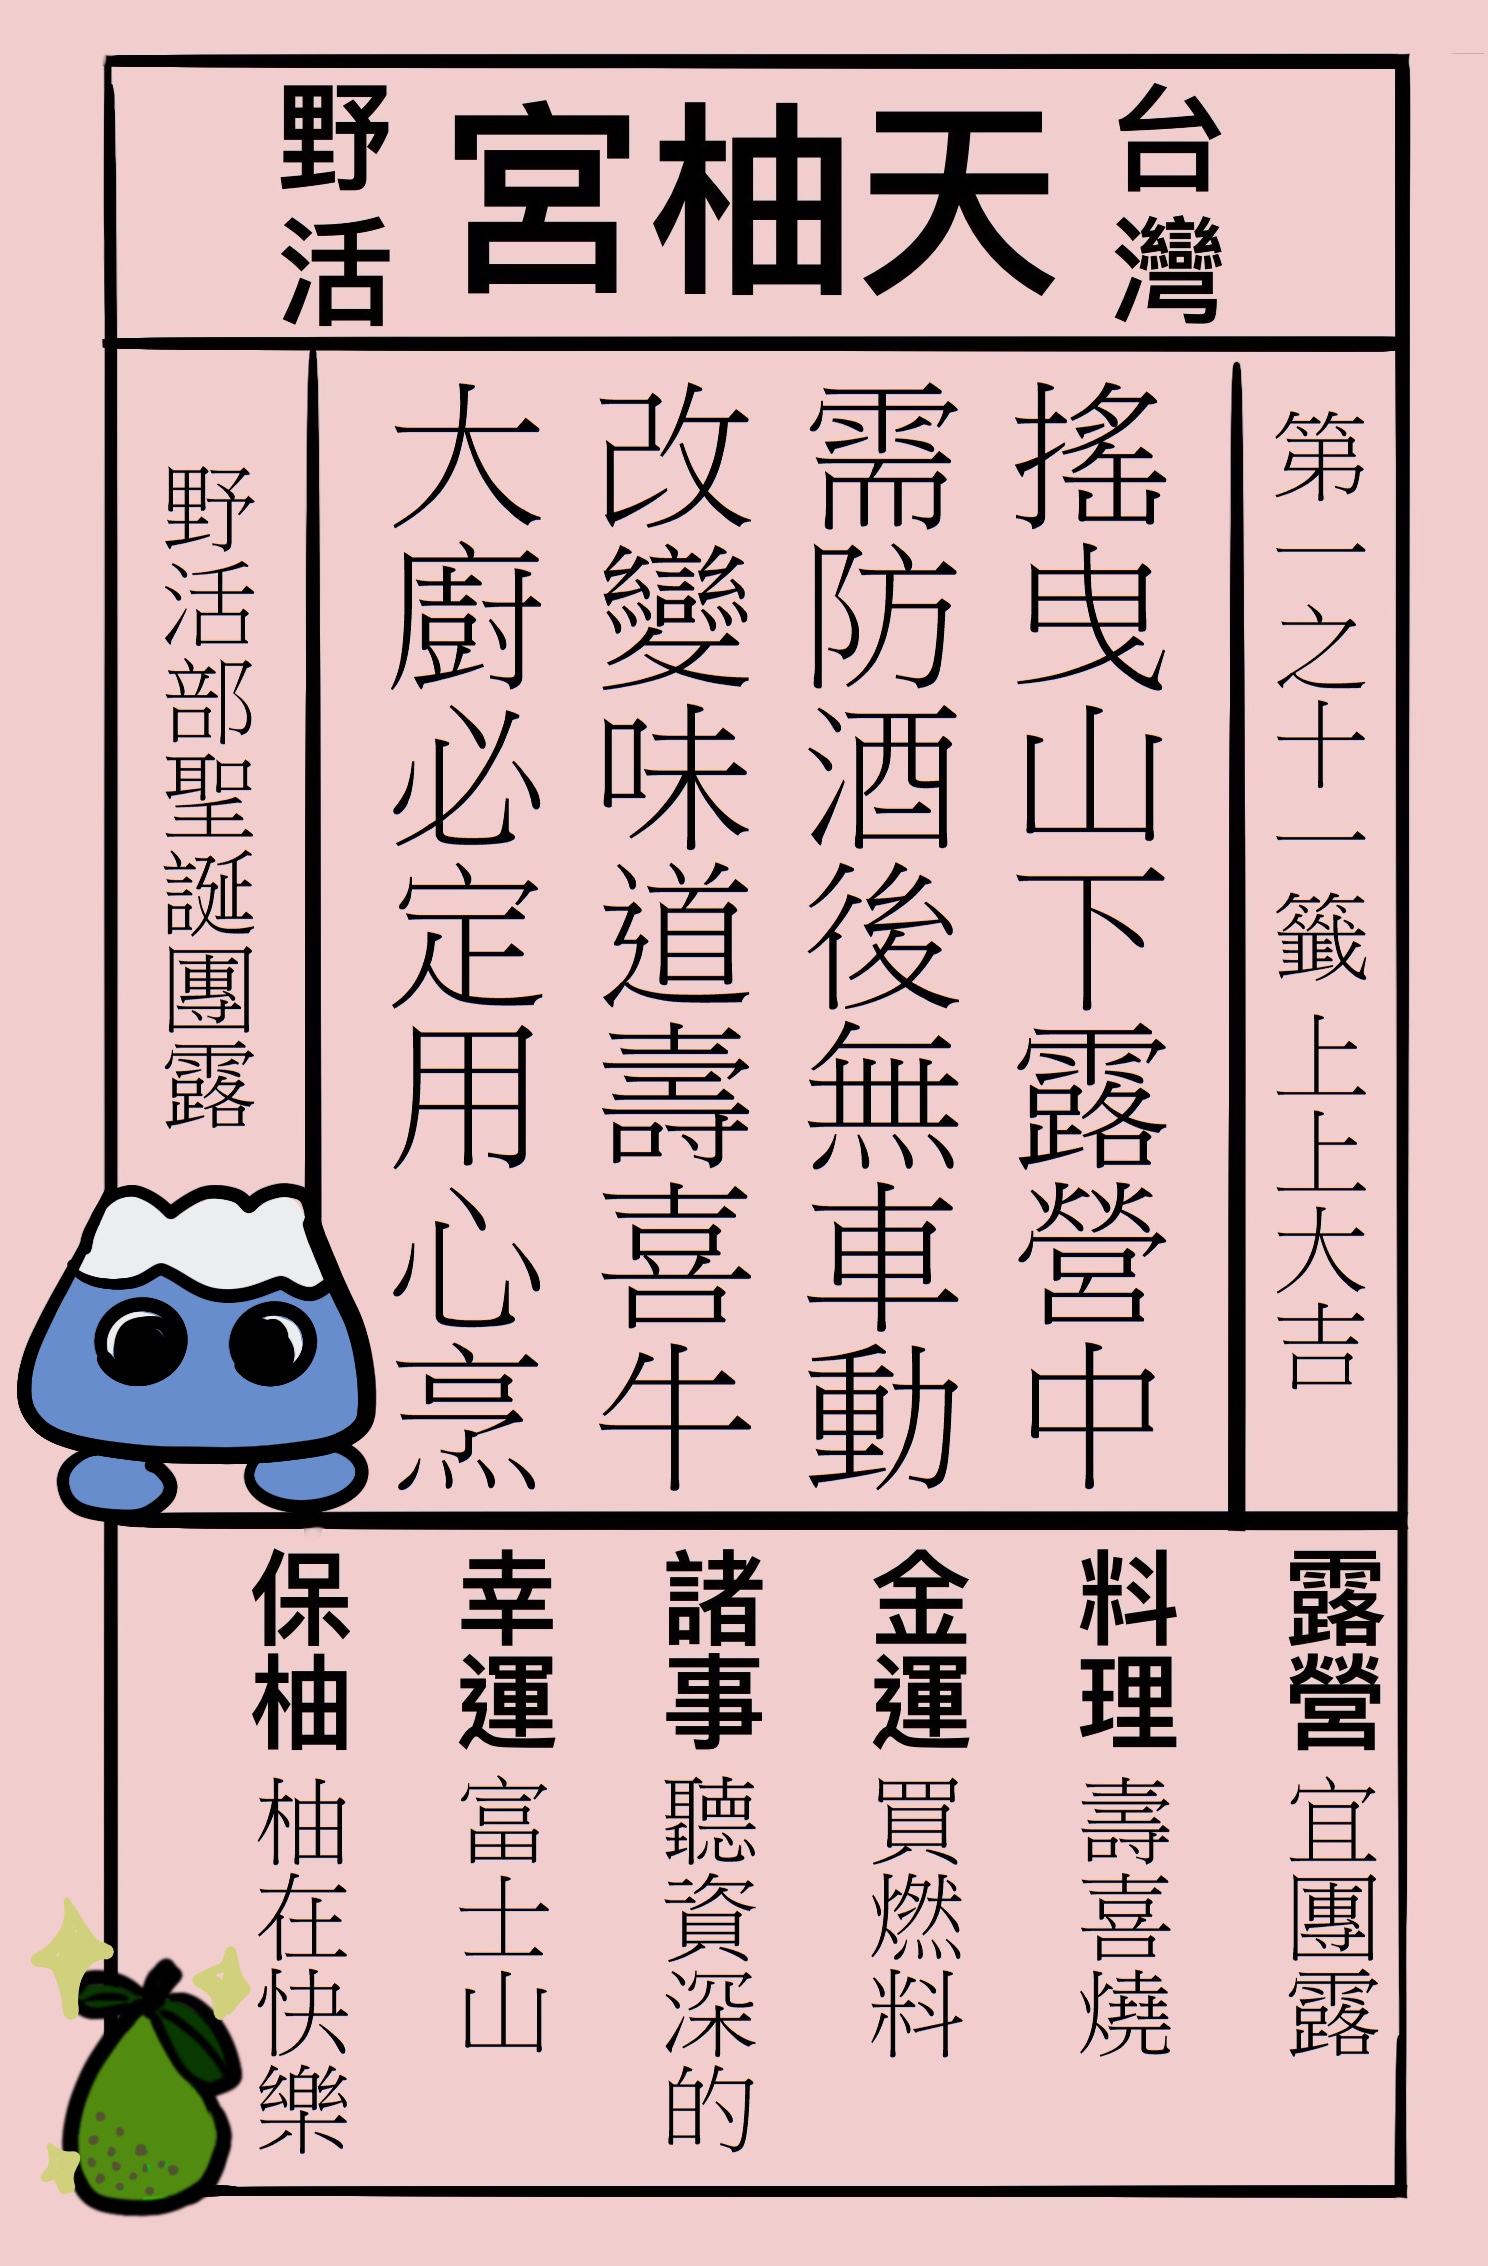 台灣
天柚宮
野活
第一之十一籤 上上大吉
搖曳山下露營中
需防酒後無車動
改變味道壽喜牛
大廚必定用心烹
野活部聖誕團露
露營 宜團露
料理 壽喜燒
金運 買燃料
諸事 聽資深的
幸運 富士山
保柚 柚在快樂